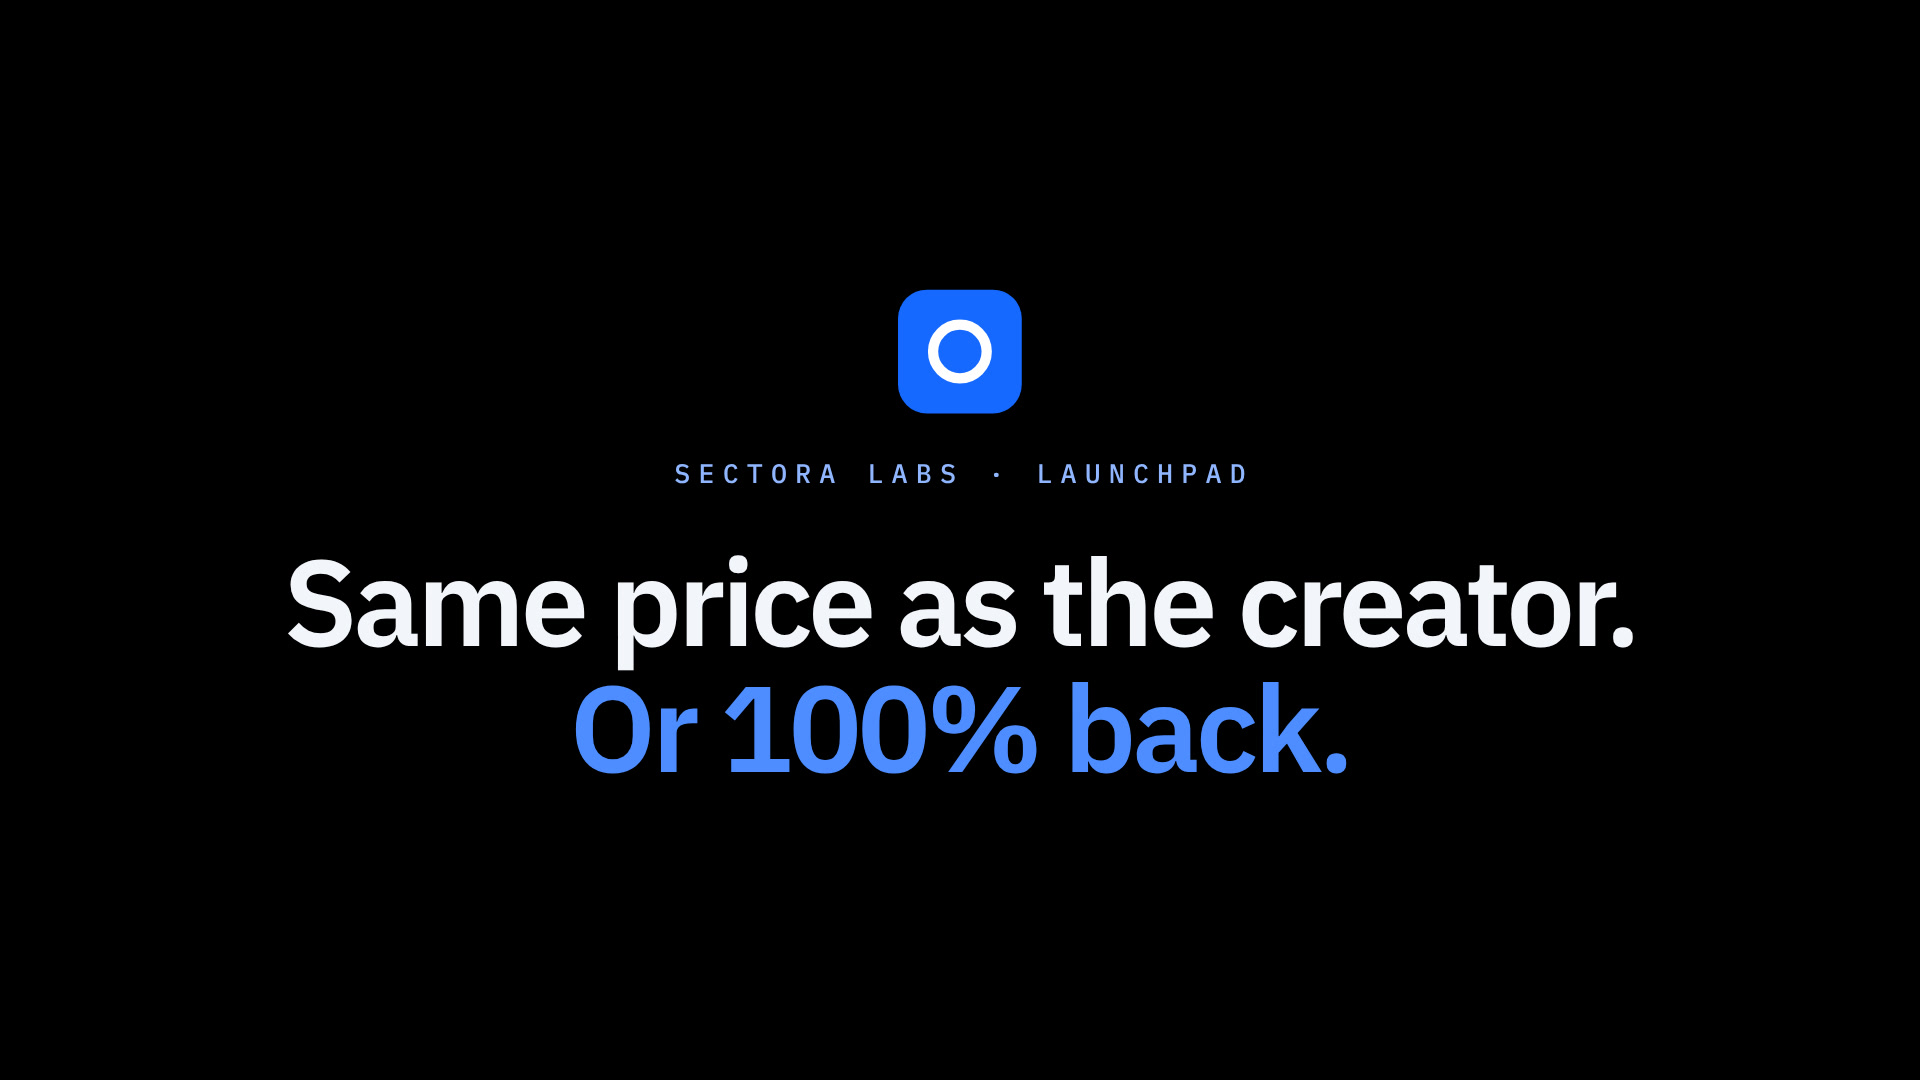 SECTORA LABS · LAUNCHPAD
Same price as the creator.
Or 100% back.